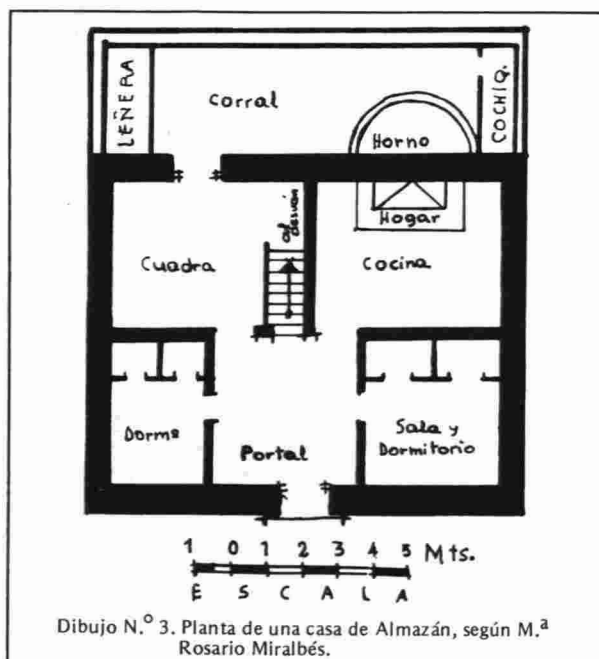 LEÑERA
Corral
COCHIQ.
Horno
Hogar
al desván
Cuadra
Cocina
Dormº
Portal
Sala y
Dormitorio
1 0 1 2 3 4 5 Mts.
E S C A L A
Dibujo N.º 3. Planta de una casa de Almazán, según M.ª
Rosario Miralbés.